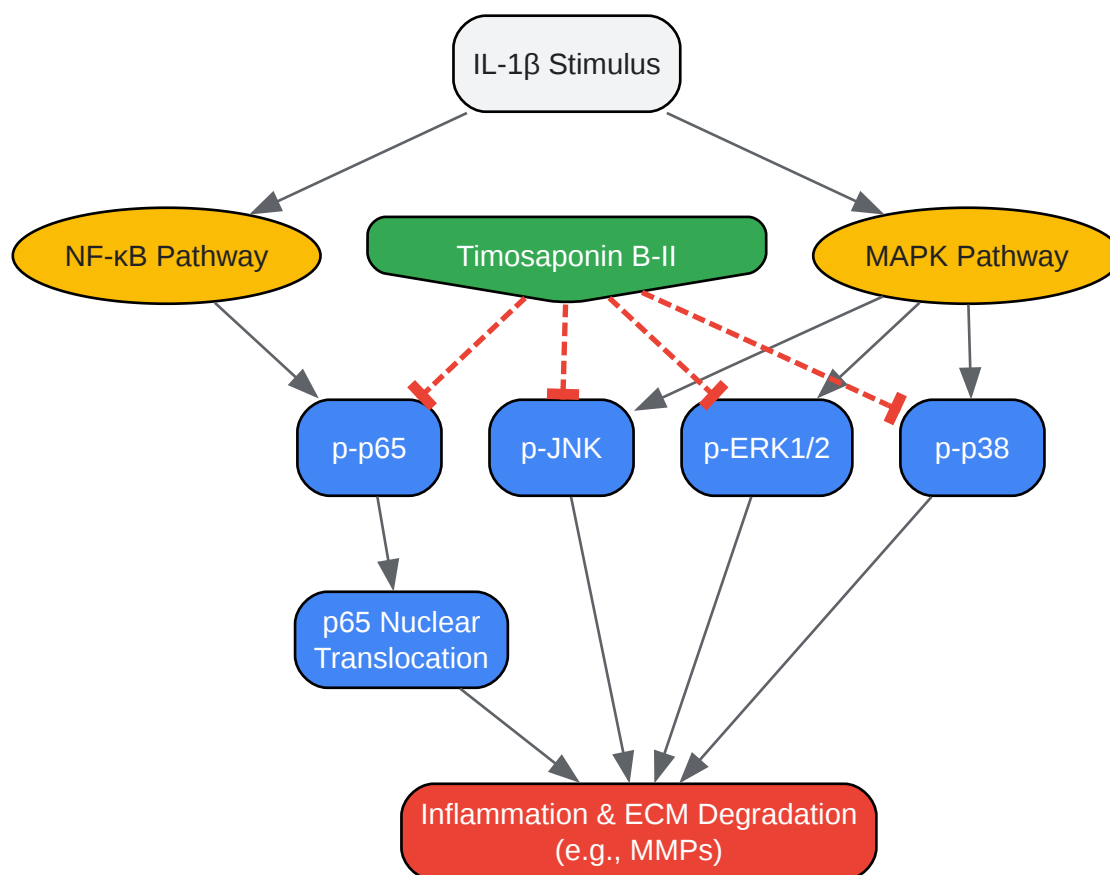 IL-1β Stimulus
NF-κB Pathway
Timosaponin B-II
MAPK Pathway
p-p65
p-JNK
p-ERK1/2
p-p38
p65 Nuclear
Translocation
Inflammation & ECM Degradation
(e.g., MMPs)